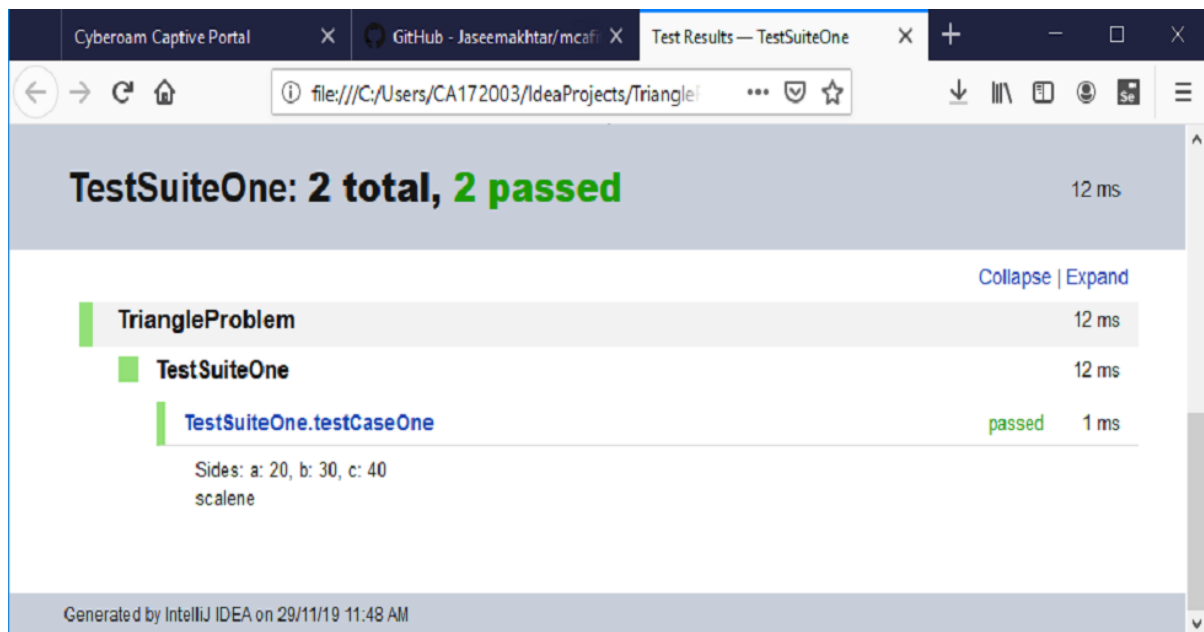 Cyberoam Captive Portal
GitHub - Jaseemakhtar/mcafi
Test Results — TestSuiteOne
file:///C:/Users/CA172003/IdeaProjects/Triangle
Se
TestSuiteOne: 2 total, 2 passed
12 ms
Collapse | Expand
TriangleProblem 12 ms
TestSuiteOne 12 ms
TestSuiteOne.testCaseOne passed 1 ms
Sides: a: 20, b: 30, c: 40
scalene
Generated by IntelliJ IDEA on 29/11/19 11:48 AM